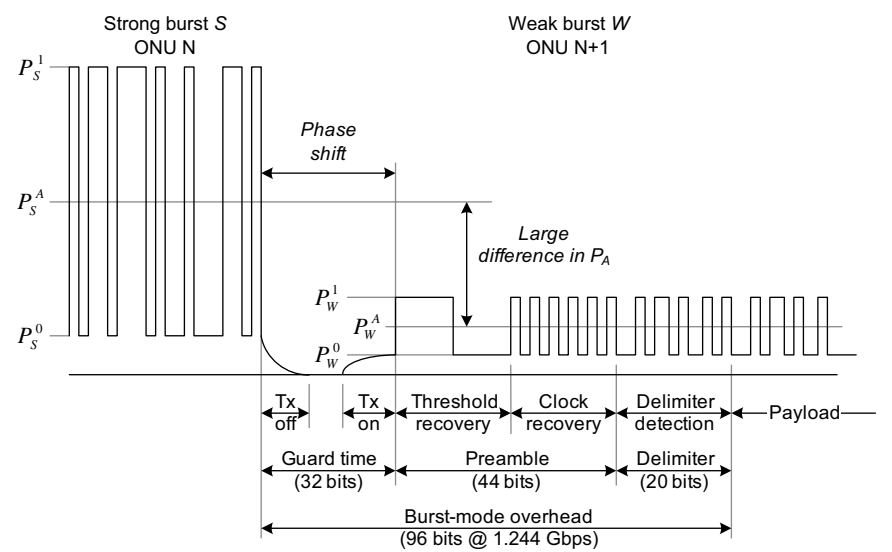 Strong burst S
ONU N
Weak burst W
ONU N+1
P_S^1
Phase
shift
P_S^A
Large
difference in P_A
P_W^1
P_W^A
P_S^0
P_W^0
Tx
off
Tx
on
Threshold
recovery
Clock
recovery
Delimiter
detection
Payload
Guard time
(32 bits)
Preamble
(44 bits)
Delimiter
(20 bits)
Burst-mode overhead
(96 bits @ 1.244 Gbps)